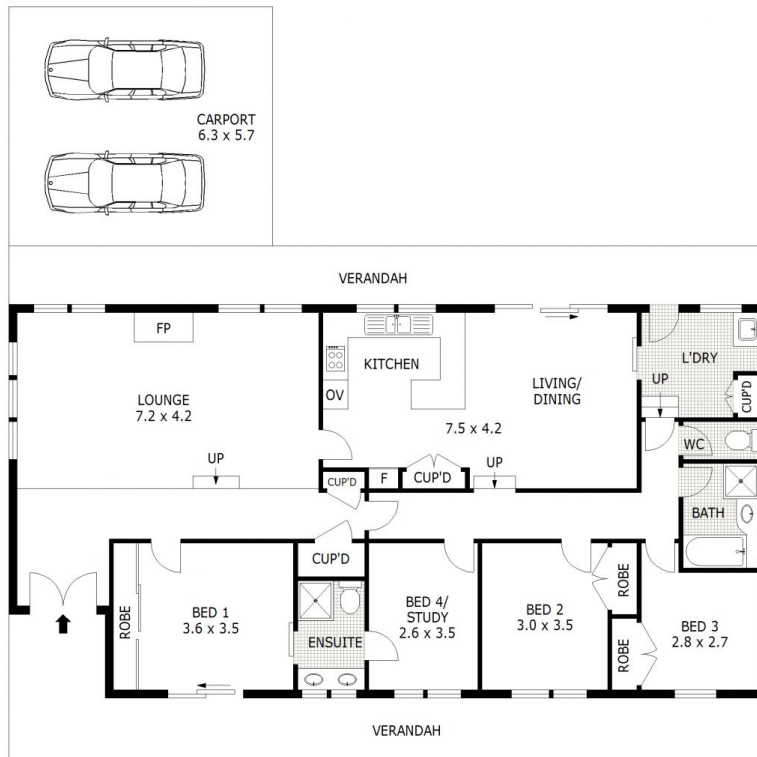 CARPORT
6.3 x 5.7
VERANDAH
FP
LOUNGE
7.2 x 4.2
UP
KITCHEN
OV
LIVING/
DINING
7.5 x 4.2
UP
F
CUP'D
CUP'D
L'DRY
UP
CUP'D
WC
BATH
CUP'D
ROBE
BED 1
3.6 x 3.5
ENSUITE
BED 4/
STUDY
2.6 x 3.5
BED 2
3.0 x 3.5
ROBE
ROBE
BED 3
2.8 x 2.7
VERANDAH